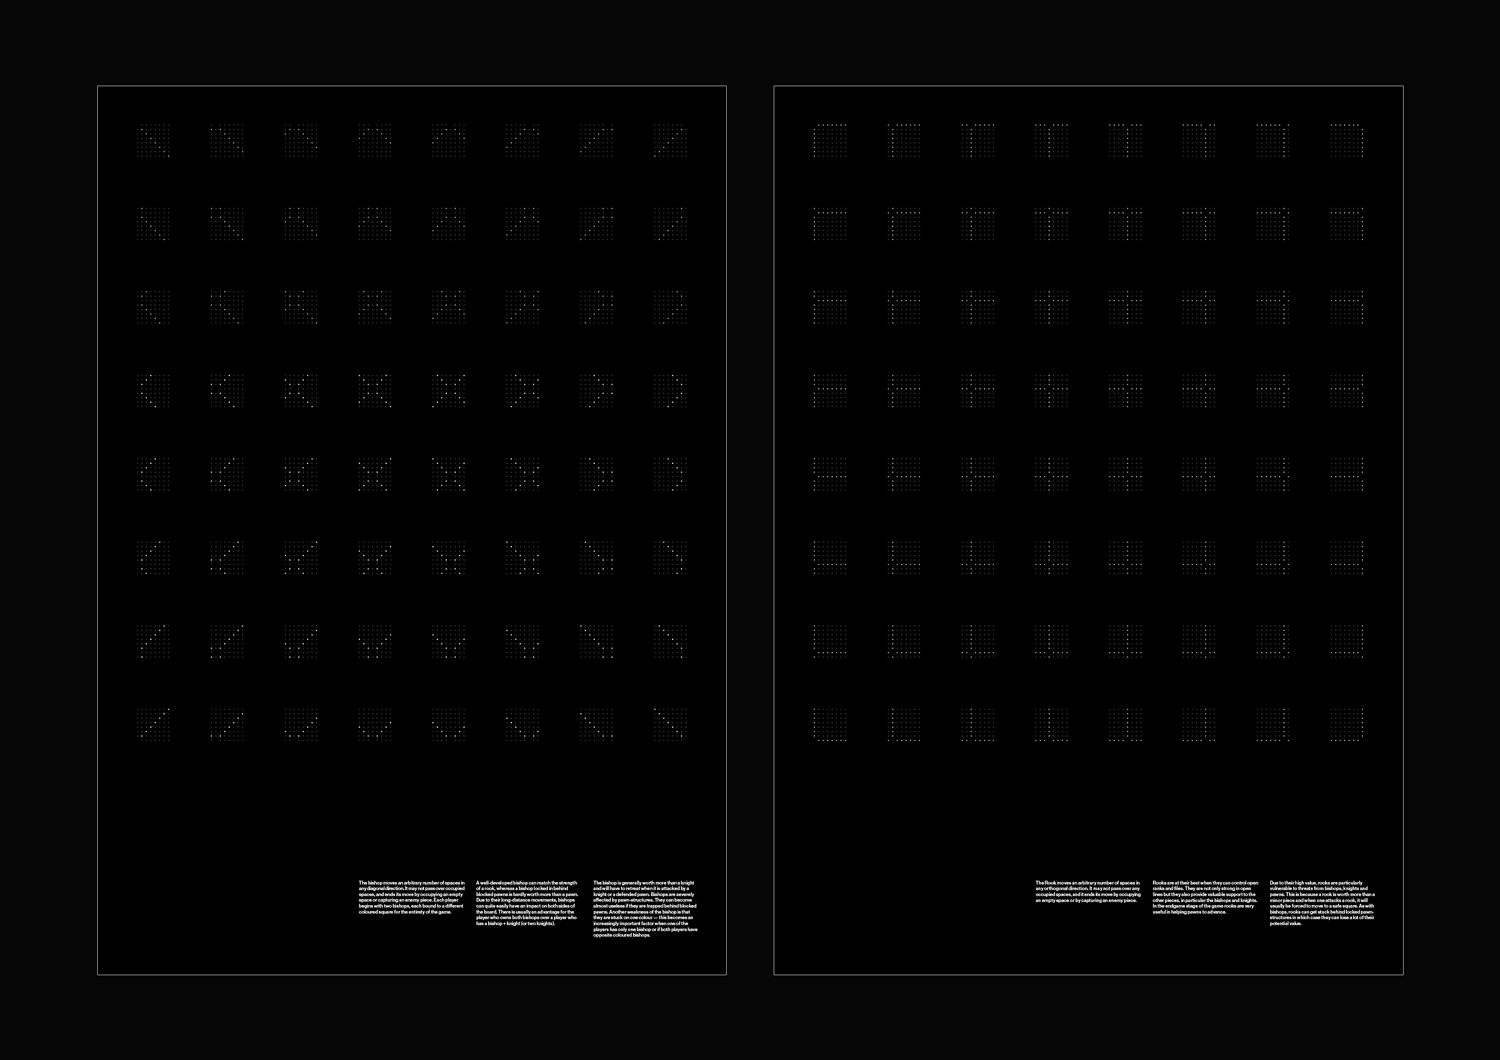 The bishop moves an arbitrary number of spaces in
any diagonal direction. It may not pass over occupied
spaces, and ends its move by occupying an empty
space or capturing an enemy piece. Each player
begins with two bishops, each bound to a different
coloured square for the entirety of the game.
A well-developed bishop can match the strength
of a rook, whereas a bishop locked in behind
blocked pawns is hardly worth more than a pawn.
Due to their long-distance movements, bishops
can quite easily have an impact on both sides of
the board. There is usually an advantage for the
player who owns both bishops over a player who
has a bishop + knight (or two knights).
The bishop is generally worth more than a knight
and will have to retreat when it is attacked by a
knight or a defended pawn. Bishops are severely
affected by pawn-structures. They can become
almost useless if they are trapped behind blocked
pawns. Another weakness of the bishop is that
they are stuck on one colour — this becomes an
increasingly important factor when one of the
players has only one bishop or if both players have
opposite coloured bishops.
The Rook moves an arbitrary number of spaces in
any orthogonal direction. It may not pass over any
occupied spaces, and it ends its move by occupying
an empty space or by capturing an enemy piece.
Rooks are at their best when they can control open
ranks and files. They are not only strong in open
lines but they also provide valuable support to the
other pieces, in particular the bishops and knights.
In the endgame stage of the game rooks are very
useful in helping pawns to advance.
Due to their high value, rooks are particularly
vulnerable to threats from bishops, knights and
pawns. This is because a rook is worth more than a
minor piece and when one attacks a rook, it will
usually be forced to move to a safe square. As with
bishops, rooks can get stuck behind locked pawn-
structures in which case they can lose a lot of their
potential value.